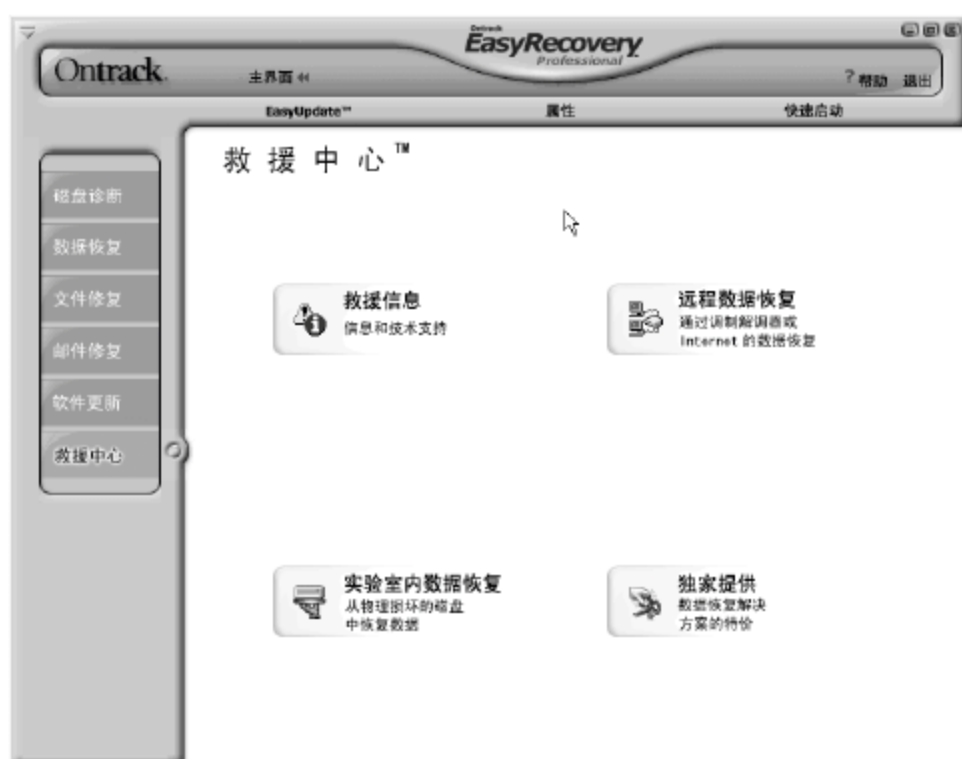 Ontrack
EasyRecovery
Professional
Ontrack.
主界面
? 帮助 退出
EasyUpdate™ 属性 快速启动
救援中心™
磁盘诊断
数据恢复
文件修复
邮件修复
软件更新
救援中心
救援信息
信息和技术支持
远程数据恢复
通过调制解调器或
Internet 的数据恢复
实验室内数据恢复
从物理损坏的磁盘
中恢复数据
独家提供
数据恢复解决
方案的特价